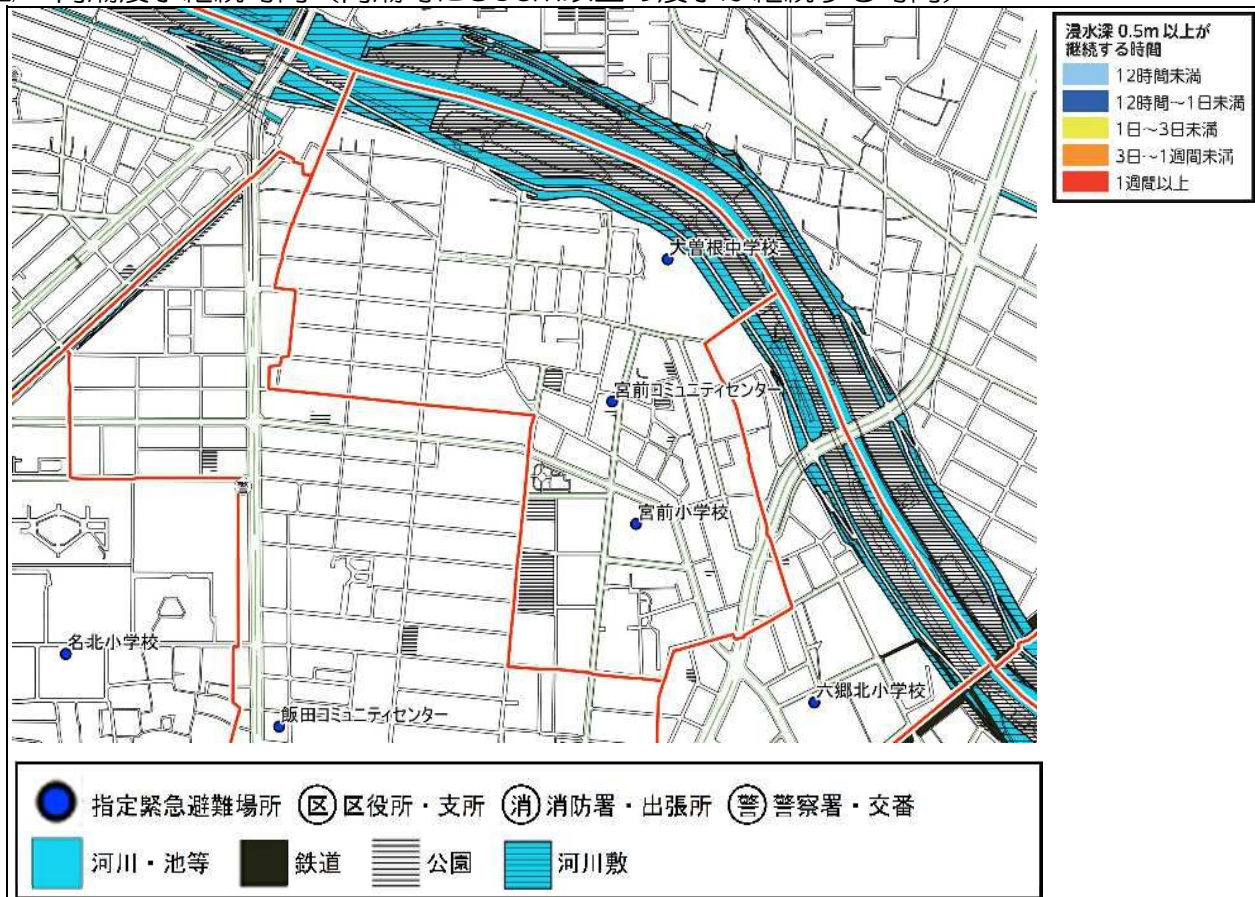 浸水深 0.5m 以上が
継続する時間
12時間未満
12時間～1日未満
1日～3日未満
3日～1週間未満
1週間以上
大曽根中学校
宮前コミュニティセンター
宮前小学校
名北小学校
飯田コミュニティセンター
六郷北小学校
指定緊急避難場所 区 区役所・支所 消 消防署・出張所 警 警察署・交番
河川・池等 鉄道 公園 河川敷